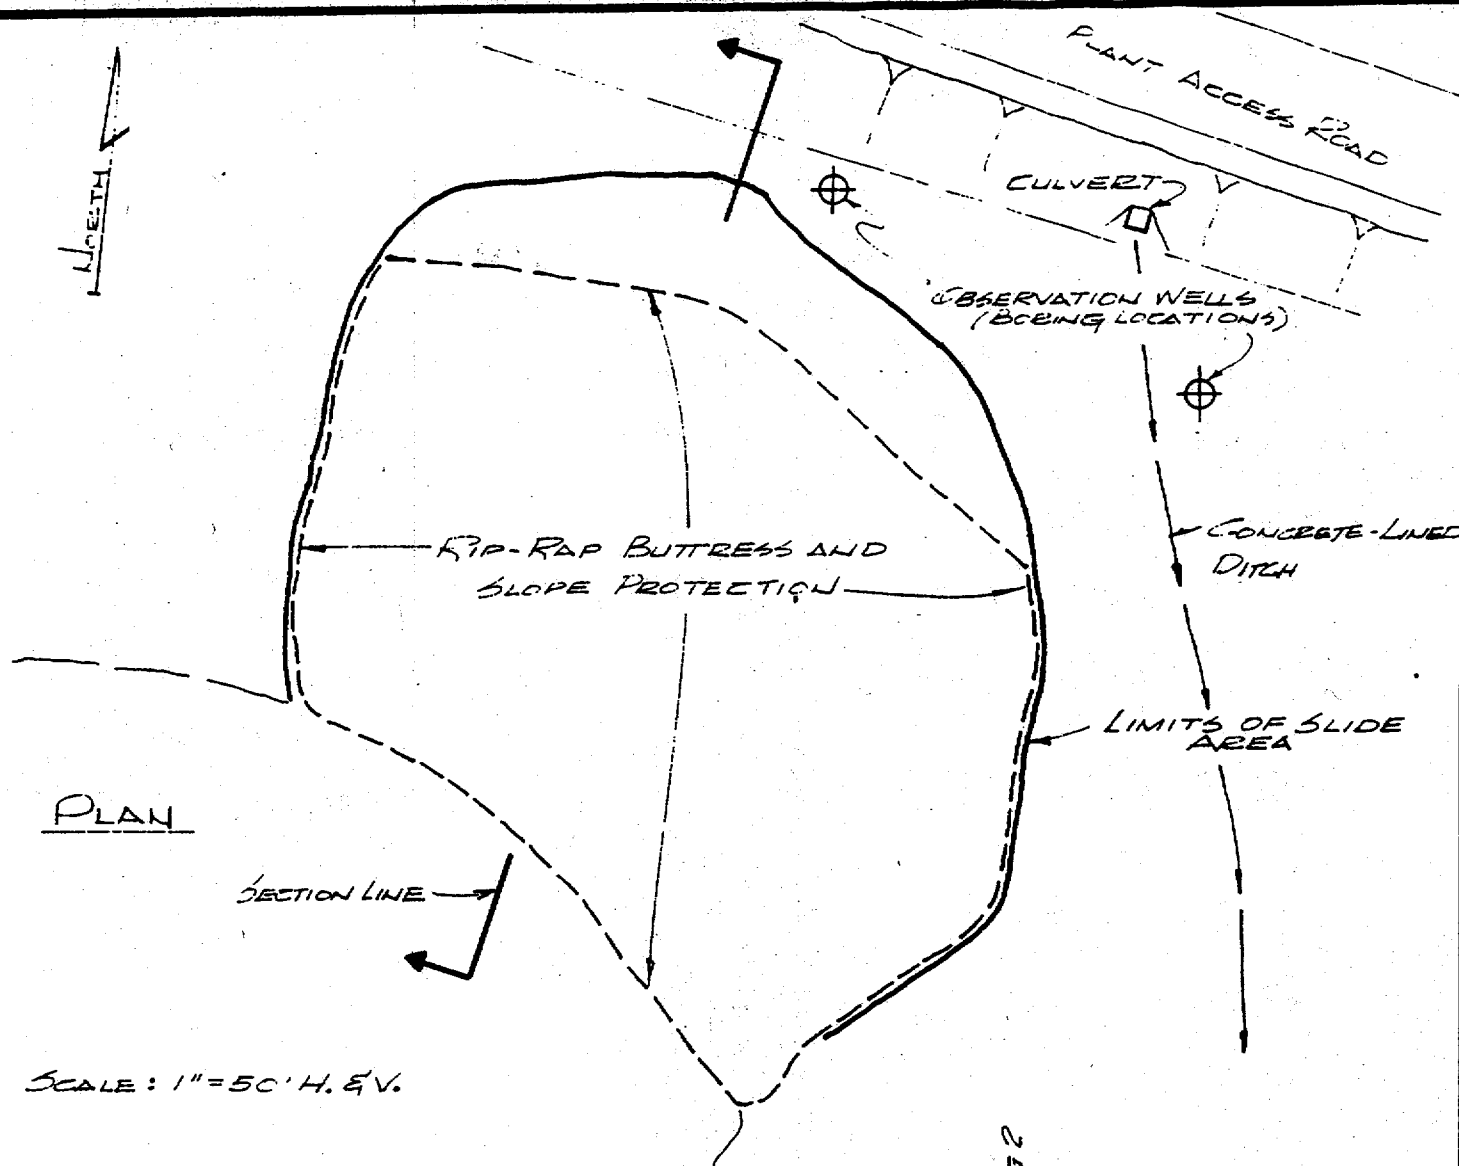 PLANT ACCESS ROAD
NORTH
CULVERT
OBSERVATION WELLS
(BORING LOCATIONS)
RIP-RAP BUTTRESS AND
SLOPE PROTECTION
CONCRETE-LINED
DITCH
LIMITS OF SLIDE
AREA
PLAN
SECTION LINE
SCALE: 1"=50' H. & V.